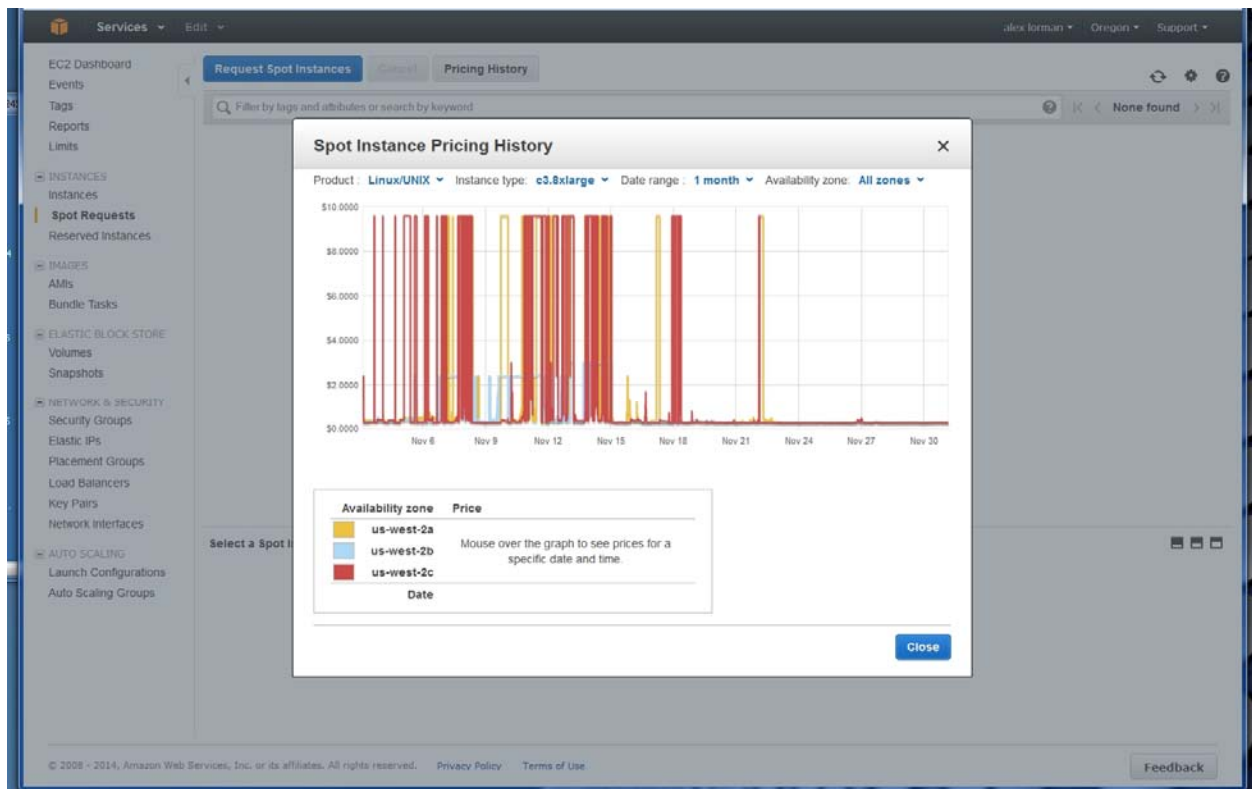 Services Edit alex lorman Oregon Support
EC2 Dashboard
Events
Tags
Reports
Limits
INSTANCES
Instances
Spot Requests
Reserved Instances
IMAGES
AMIs
Bundle Tasks
ELASTIC BLOCK STORE
Volumes
Snapshots
NETWORK & SECURITY
Security Groups
Elastic IPs
Placement Groups
Load Balancers
Key Pairs
Network Interfaces
AUTO SCALING
Launch Configurations
Auto Scaling Groups
Request Spot Instances Cancel Pricing History
Filter by tags and attributes or search by keyword None found
Spot Instance Pricing History
Product : Linux/UNIX Instance type: c3.8xlarge Date range : 1 month Availability zone: All zones
$10.0000
$8.0000
$6.0000
$4.0000
$2.0000
$0.0000
Nov 6 Nov 9 Nov 12 Nov 15 Nov 18 Nov 21 Nov 24 Nov 27 Nov 30
Availability zone Price
us-west-2a
us-west-2b
us-west-2c
Mouse over the graph to see prices for a
specific date and time.
Date
Select a Spot
Close
© 2008 - 2014, Amazon Web Services, Inc. or its affiliates. All rights reserved. Privacy Policy Terms of Use
Feedback